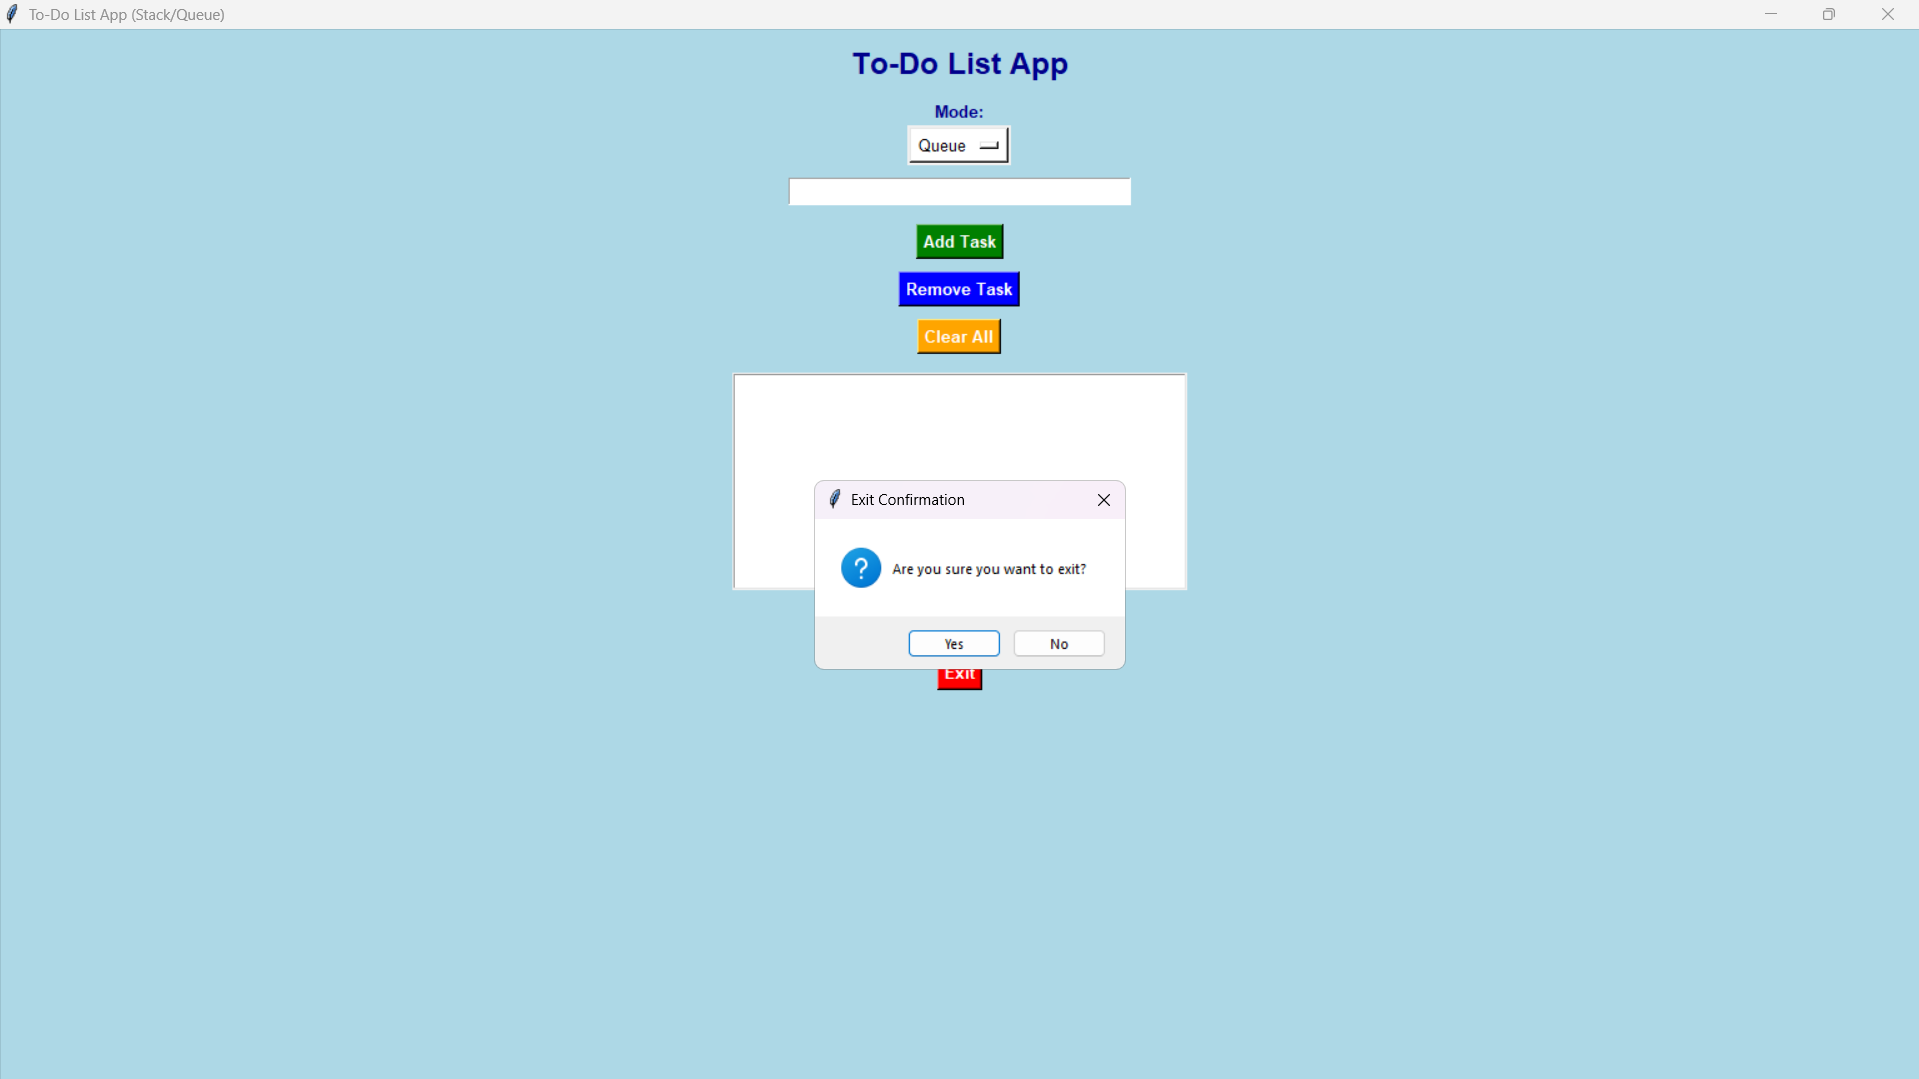 To-Do List App (Stack/Queue)
To-Do List App
Mode:
Queue
Add Task
Remove Task
Clear All
Exit Confirmation
Are you sure you want to exit?
Yes No
Exit